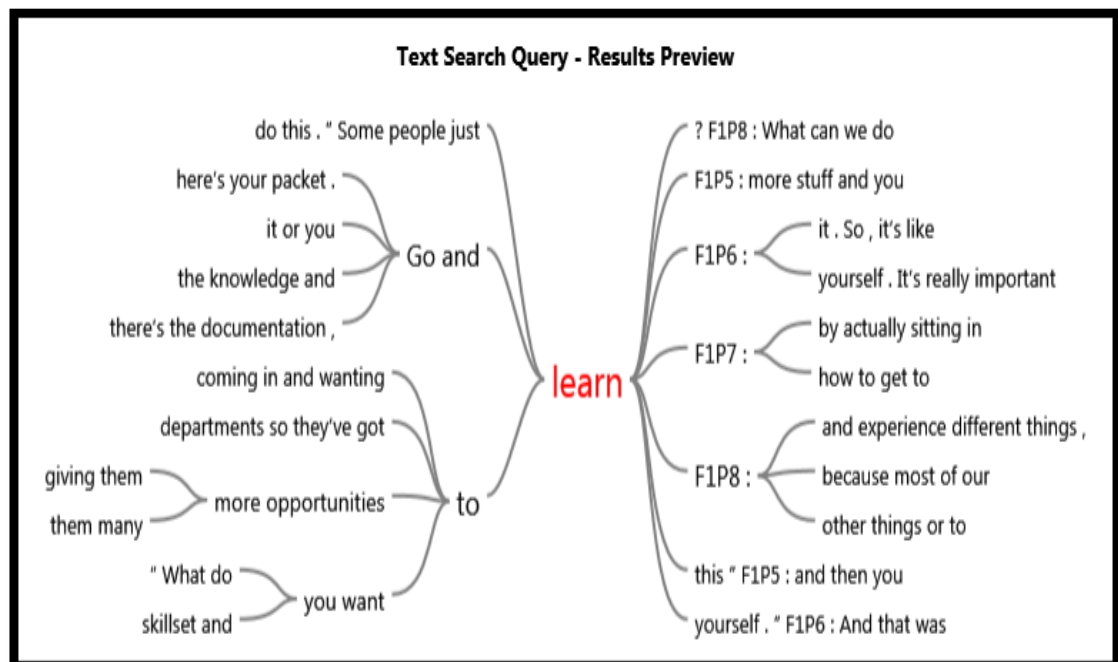 Text Search Query - Results Preview
do this . " Some people just
here's your packet .
it or you
Go and
the knowledge and
there's the documentation ,
coming in and wanting
departments so they've got
giving them
more opportunities
them many
to
" What do
you want
skillset and
learn
? F1P8 : What can we do
F1P5 : more stuff and you
F1P6 :
it . So , it's like
yourself . It's really important
F1P7 :
by actually sitting in
how to get to
F1P8 :
and experience different things ,
because most of our
other things or to
this " F1P5 : and then you
yourself . " F1P6 : And that was